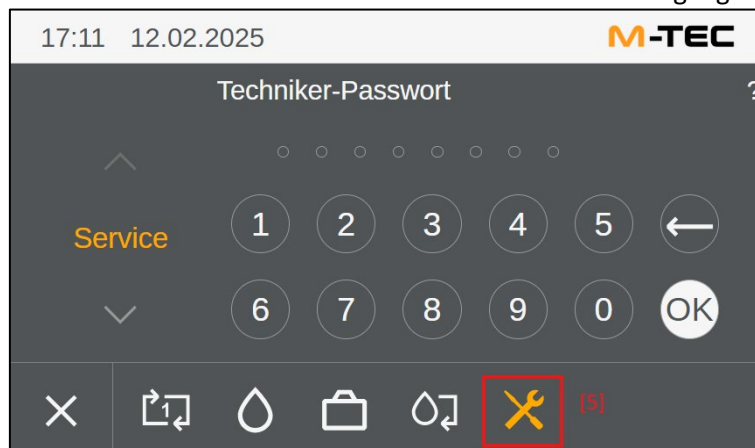 17:11 12.02.2025 M-TEC
Techniker-Passwort ?
Service 1 2 3 4 5
6 7 8 9 0 OK
1 [5]